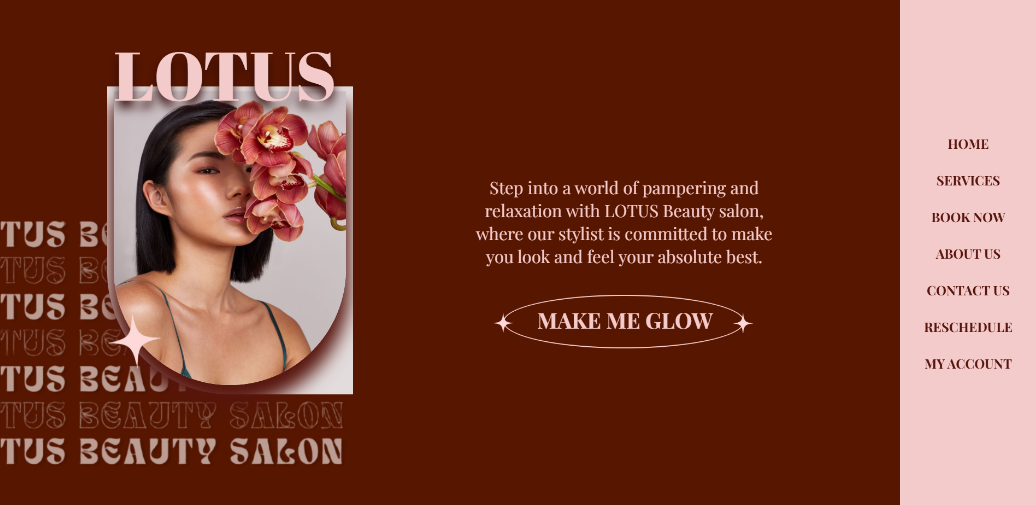 LOTUS
TUS BE
TUS BE
TUS BE
TUS BE
TUS BEAU
TUS BEAUTY SALON
TUS BEAUTY SALON
Step into a world of pampering and
relaxation with LOTUS Beauty salon,
where our stylist is committed to make
you look and feel your absolute best.
MAKE ME GLOW
HOME
SERVICES
BOOK NOW
ABOUT US
CONTACT US
RESCHEDULE
MY ACCOUNT